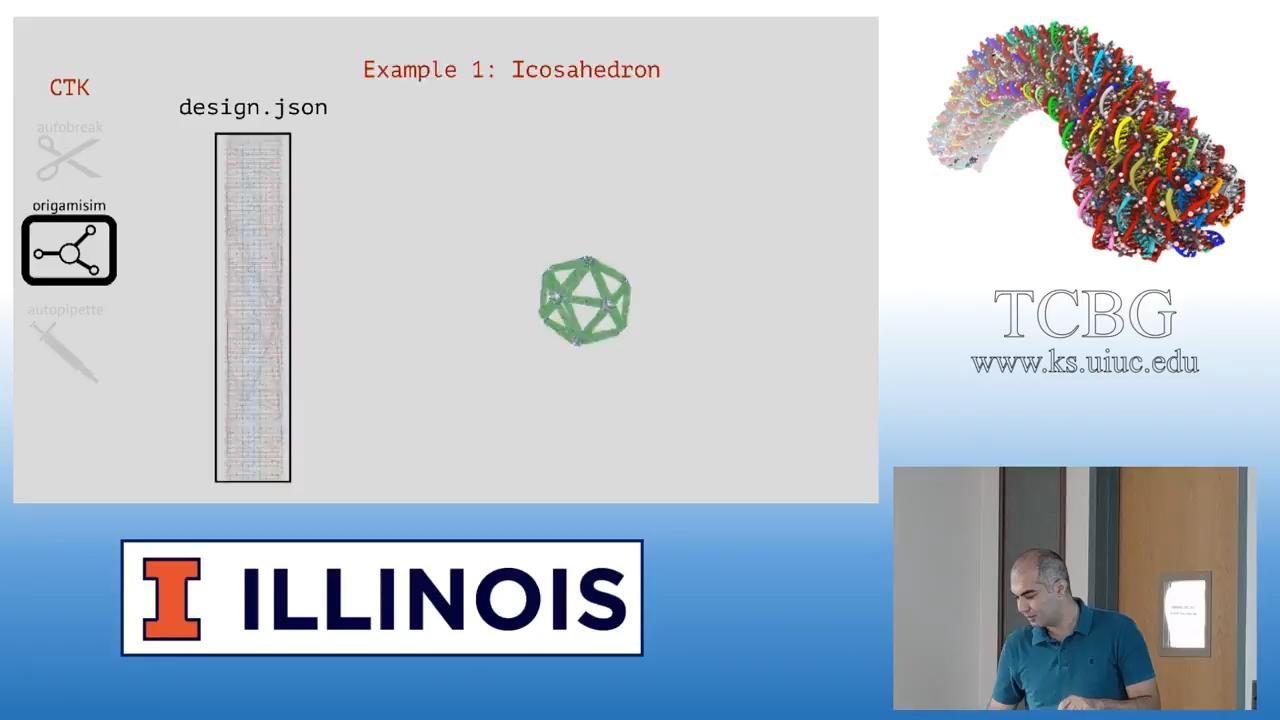 Example 1: Icosahedron
CTK
design.json
autobreak
origamisim
autopipette
TCBG
www.ks.uiuc.edu
I ILLINOIS